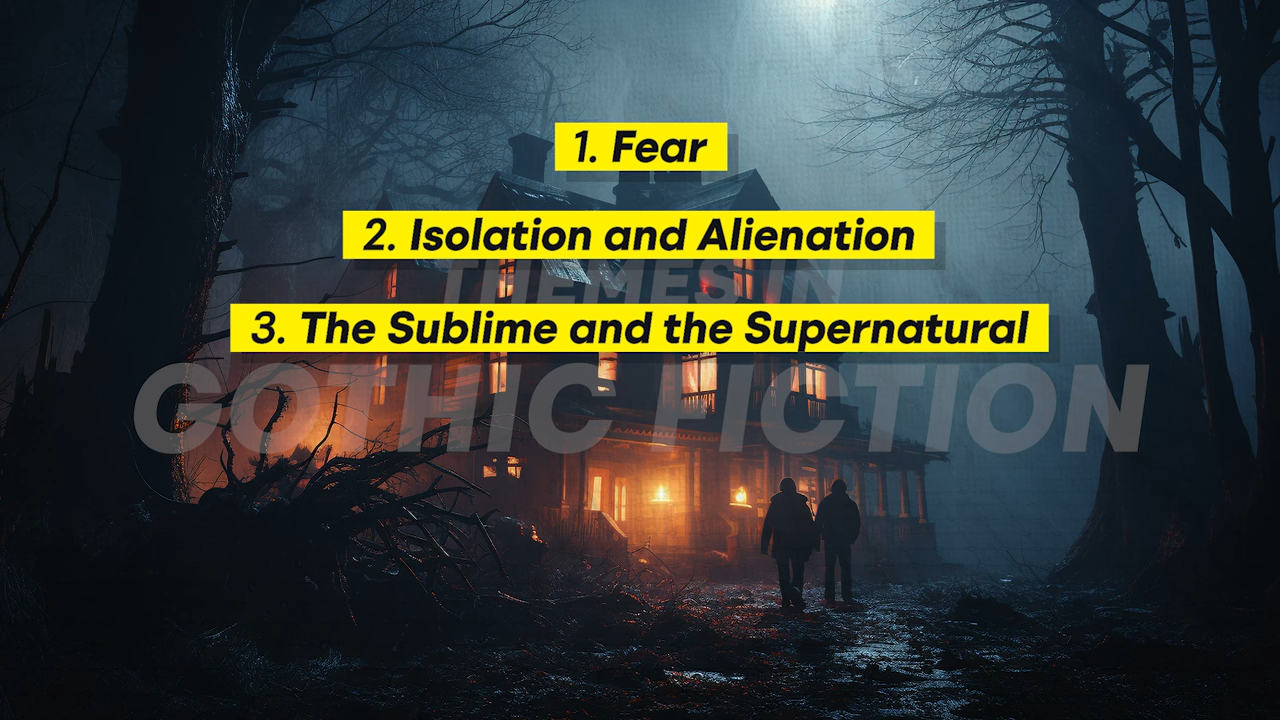 1. Fear
2. Isolation and Alienation
THEMES IN
3. The Sublime and the Supernatural
GOTHIC FICTION